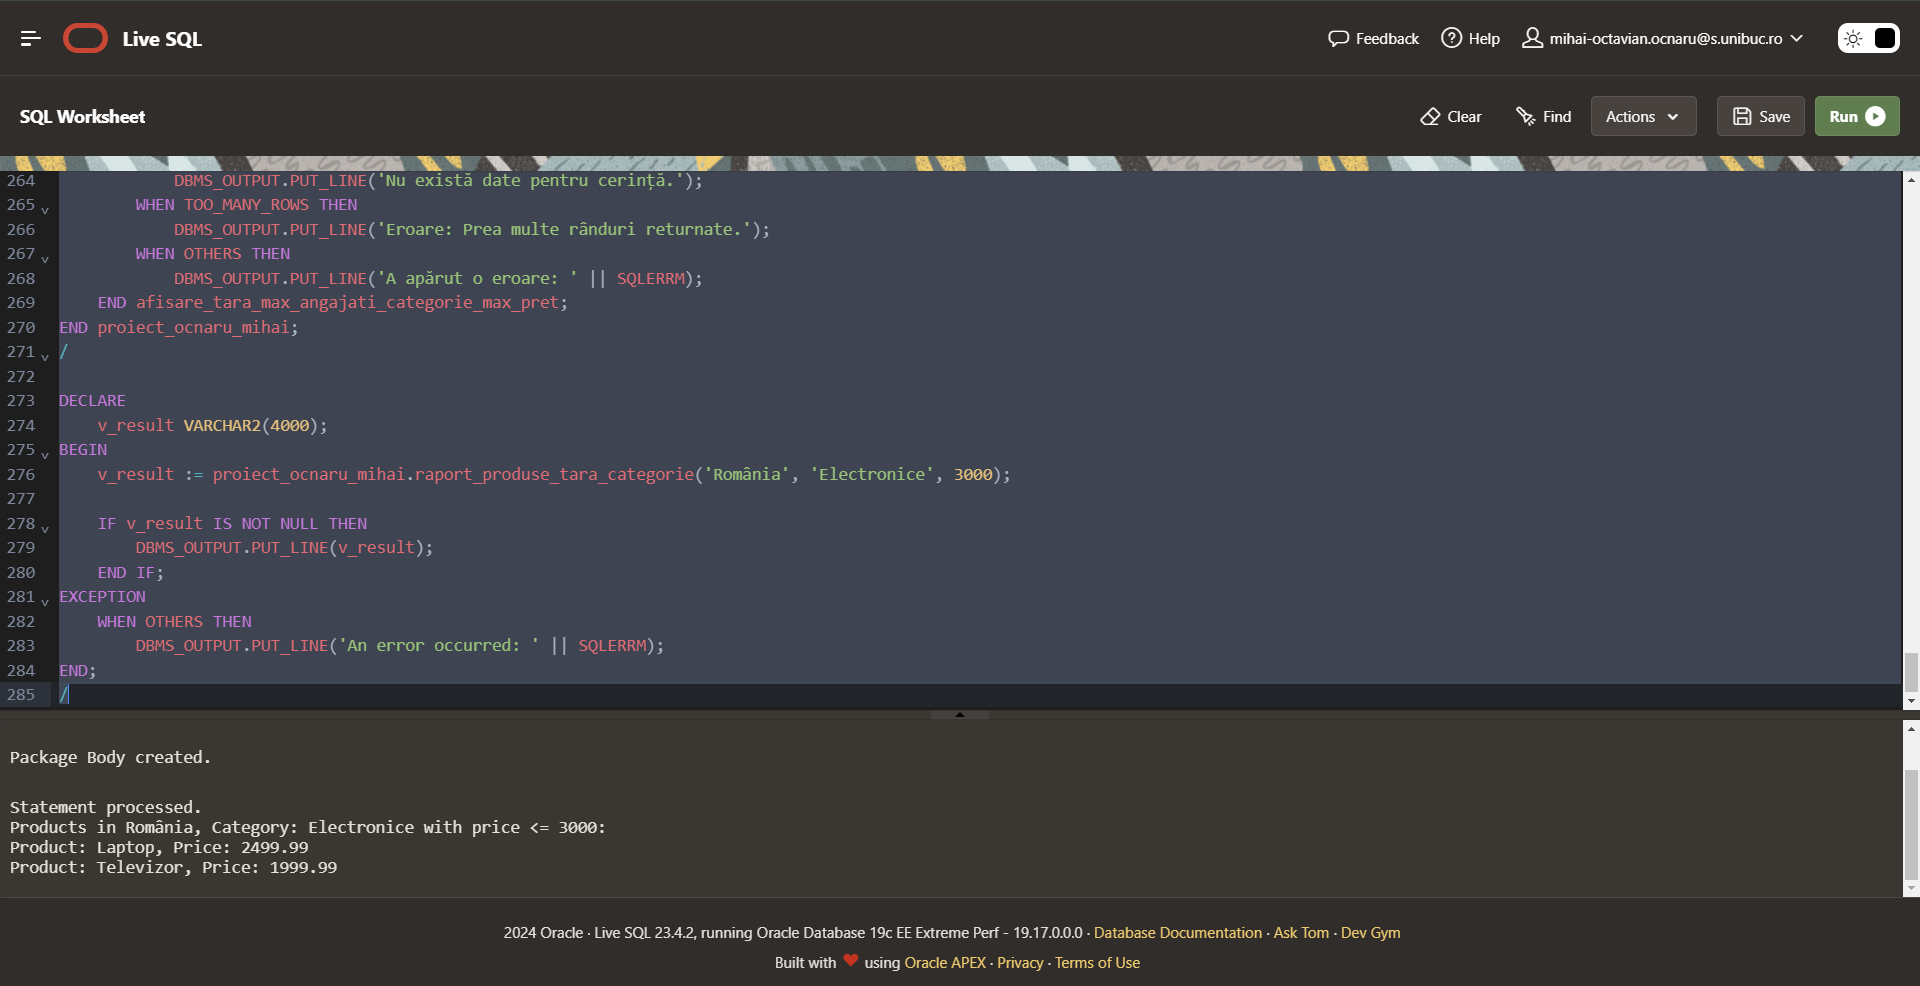 Live SQL
Feedback
Help
mihai-octavian.ocnaru@s.unibuc.ro
SQL Worksheet
Clear
Find
Actions
Save
Run
264 DBMS_OUTPUT.PUT_LINE('Nu există date pentru cerință.');
265 WHEN TOO_MANY_ROWS THEN
266 DBMS_OUTPUT.PUT_LINE('Eroare: Prea multe rânduri returnate.');
267 WHEN OTHERS THEN
268 DBMS_OUTPUT.PUT_LINE('A apărut o eroare: ' || SQLERRM);
269 END afisare_tara_max_angajati_categorie_max_pret;
270 END proiect_ocnaru_mihai;
271 /
272
273 DECLARE
274 v_result VARCHAR2(4000);
275 BEGIN
276 v_result := proiect_ocnaru_mihai.raport_produse_tara_categorie('România', 'Electronice', 3000);
277
278 IF v_result IS NOT NULL THEN
279 DBMS_OUTPUT.PUT_LINE(v_result);
280 END IF;
281 EXCEPTION
282 WHEN OTHERS THEN
283 DBMS_OUTPUT.PUT_LINE('An error occurred: ' || SQLERRM);
284 END;
285 /
Package Body created.
Statement processed.
Products in România, Category: Electronice with price <= 3000:
Product: Laptop, Price: 2499.99
Product: Televizor, Price: 1999.99
2024 Oracle · Live SQL 23.4.2, running Oracle Database 19c EE Extreme Perf - 19.17.0.0.0 · Database Documentation · Ask Tom · Dev Gym
Built with ❤ using Oracle APEX · Privacy · Terms of Use